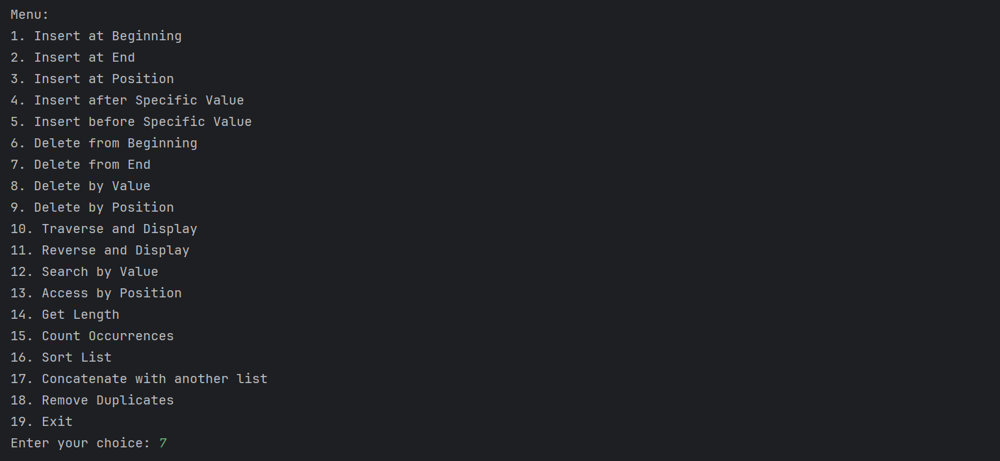 Menu:
1. Insert at Beginning
2. Insert at End
3. Insert at Position
4. Insert after Specific Value
5. Insert before Specific Value
6. Delete from Beginning
7. Delete from End
8. Delete by Value
9. Delete by Position
10. Traverse and Display
11. Reverse and Display
12. Search by Value
13. Access by Position
14. Get Length
15. Count Occurrences
16. Sort List
17. Concatenate with another list
18. Remove Duplicates
19. Exit
Enter your choice: 7